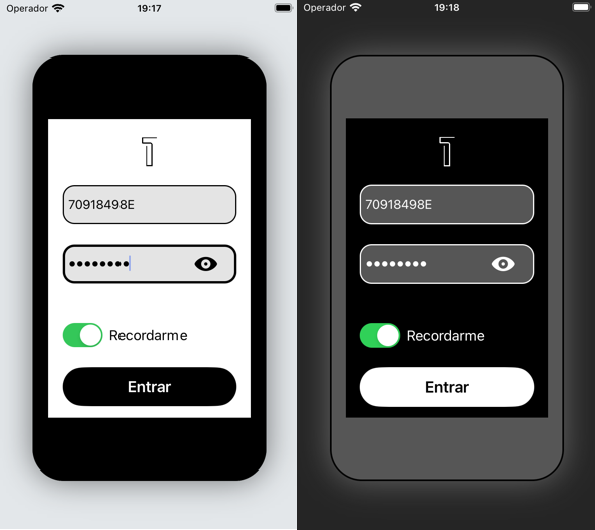 Operador 19:17
70918498E
Recordarme
Entrar
Operador 19:18
70918498E
Recordarme
Entrar